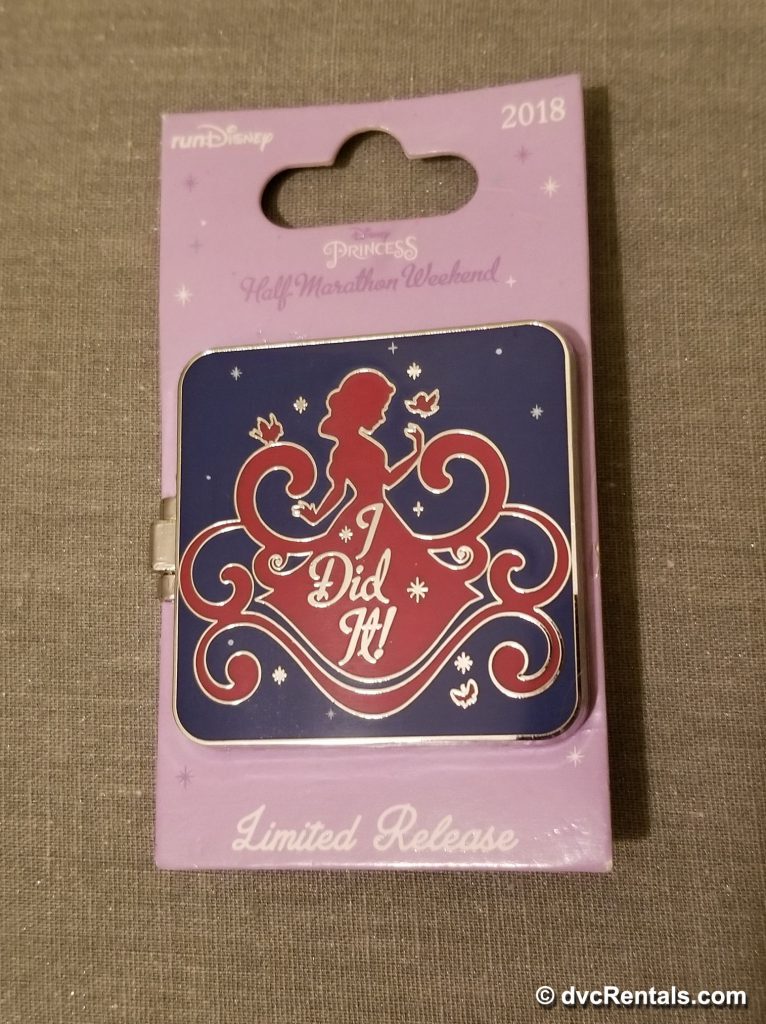 runDisney
2018
Disney
PRINCESS
Half Marathon Weekend
I
Did
It!
Limited Release
© dvcRentals.com